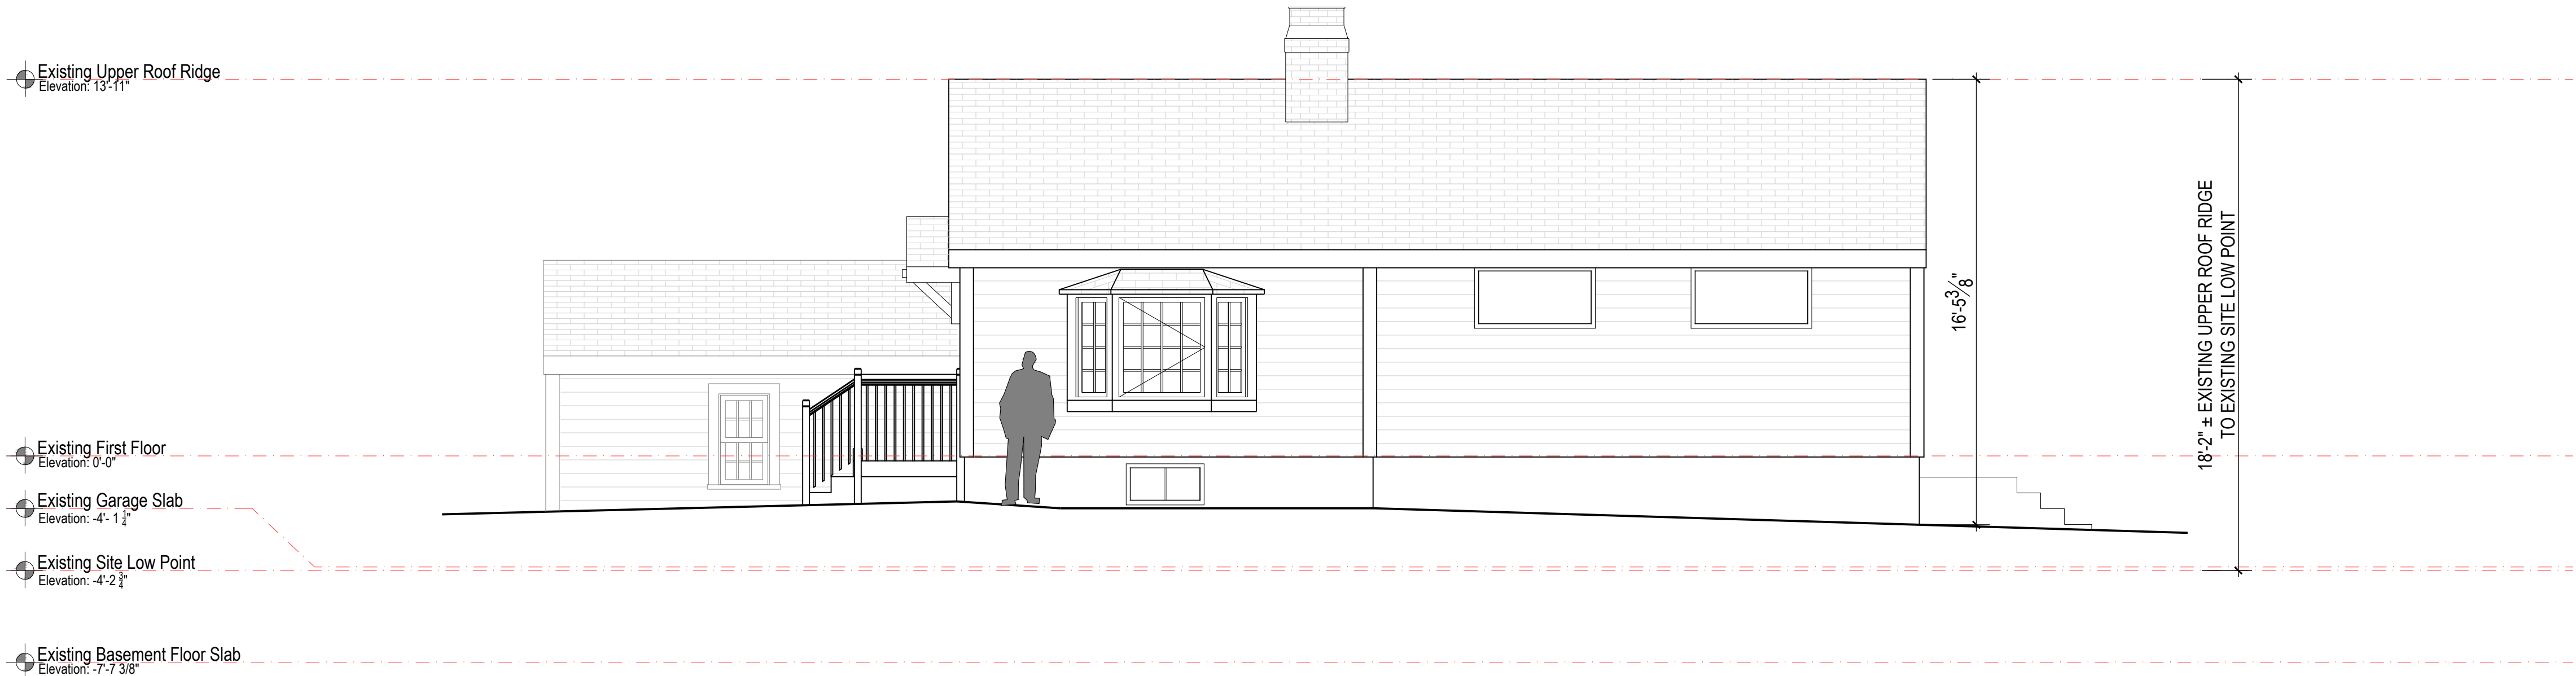 Existing Upper Roof Ridge
Elevation: 13'-11"
Existing First Floor
Elevation: 0'-0"
Existing Garage Slab
Elevation: -4'- 1 1/4"
Existing Site Low Point
Elevation: -4'-2 3/4"
Existing Basement Floor Slab
Elevation: -7'-7 3/8"
16'-5 3/8"
18'-2" ± EXISTING UPPER ROOF RIDGE
TO EXISTING SITE LOW POINT